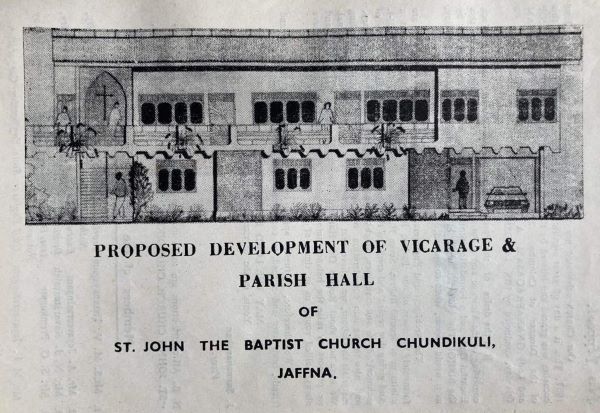 PROPOSED DEVELOPMENT OF VICARAGE &
PARISH HALL
OF
ST. JOHN THE BAPTIST CHURCH CHUNDIKULI,
JAFFNA.